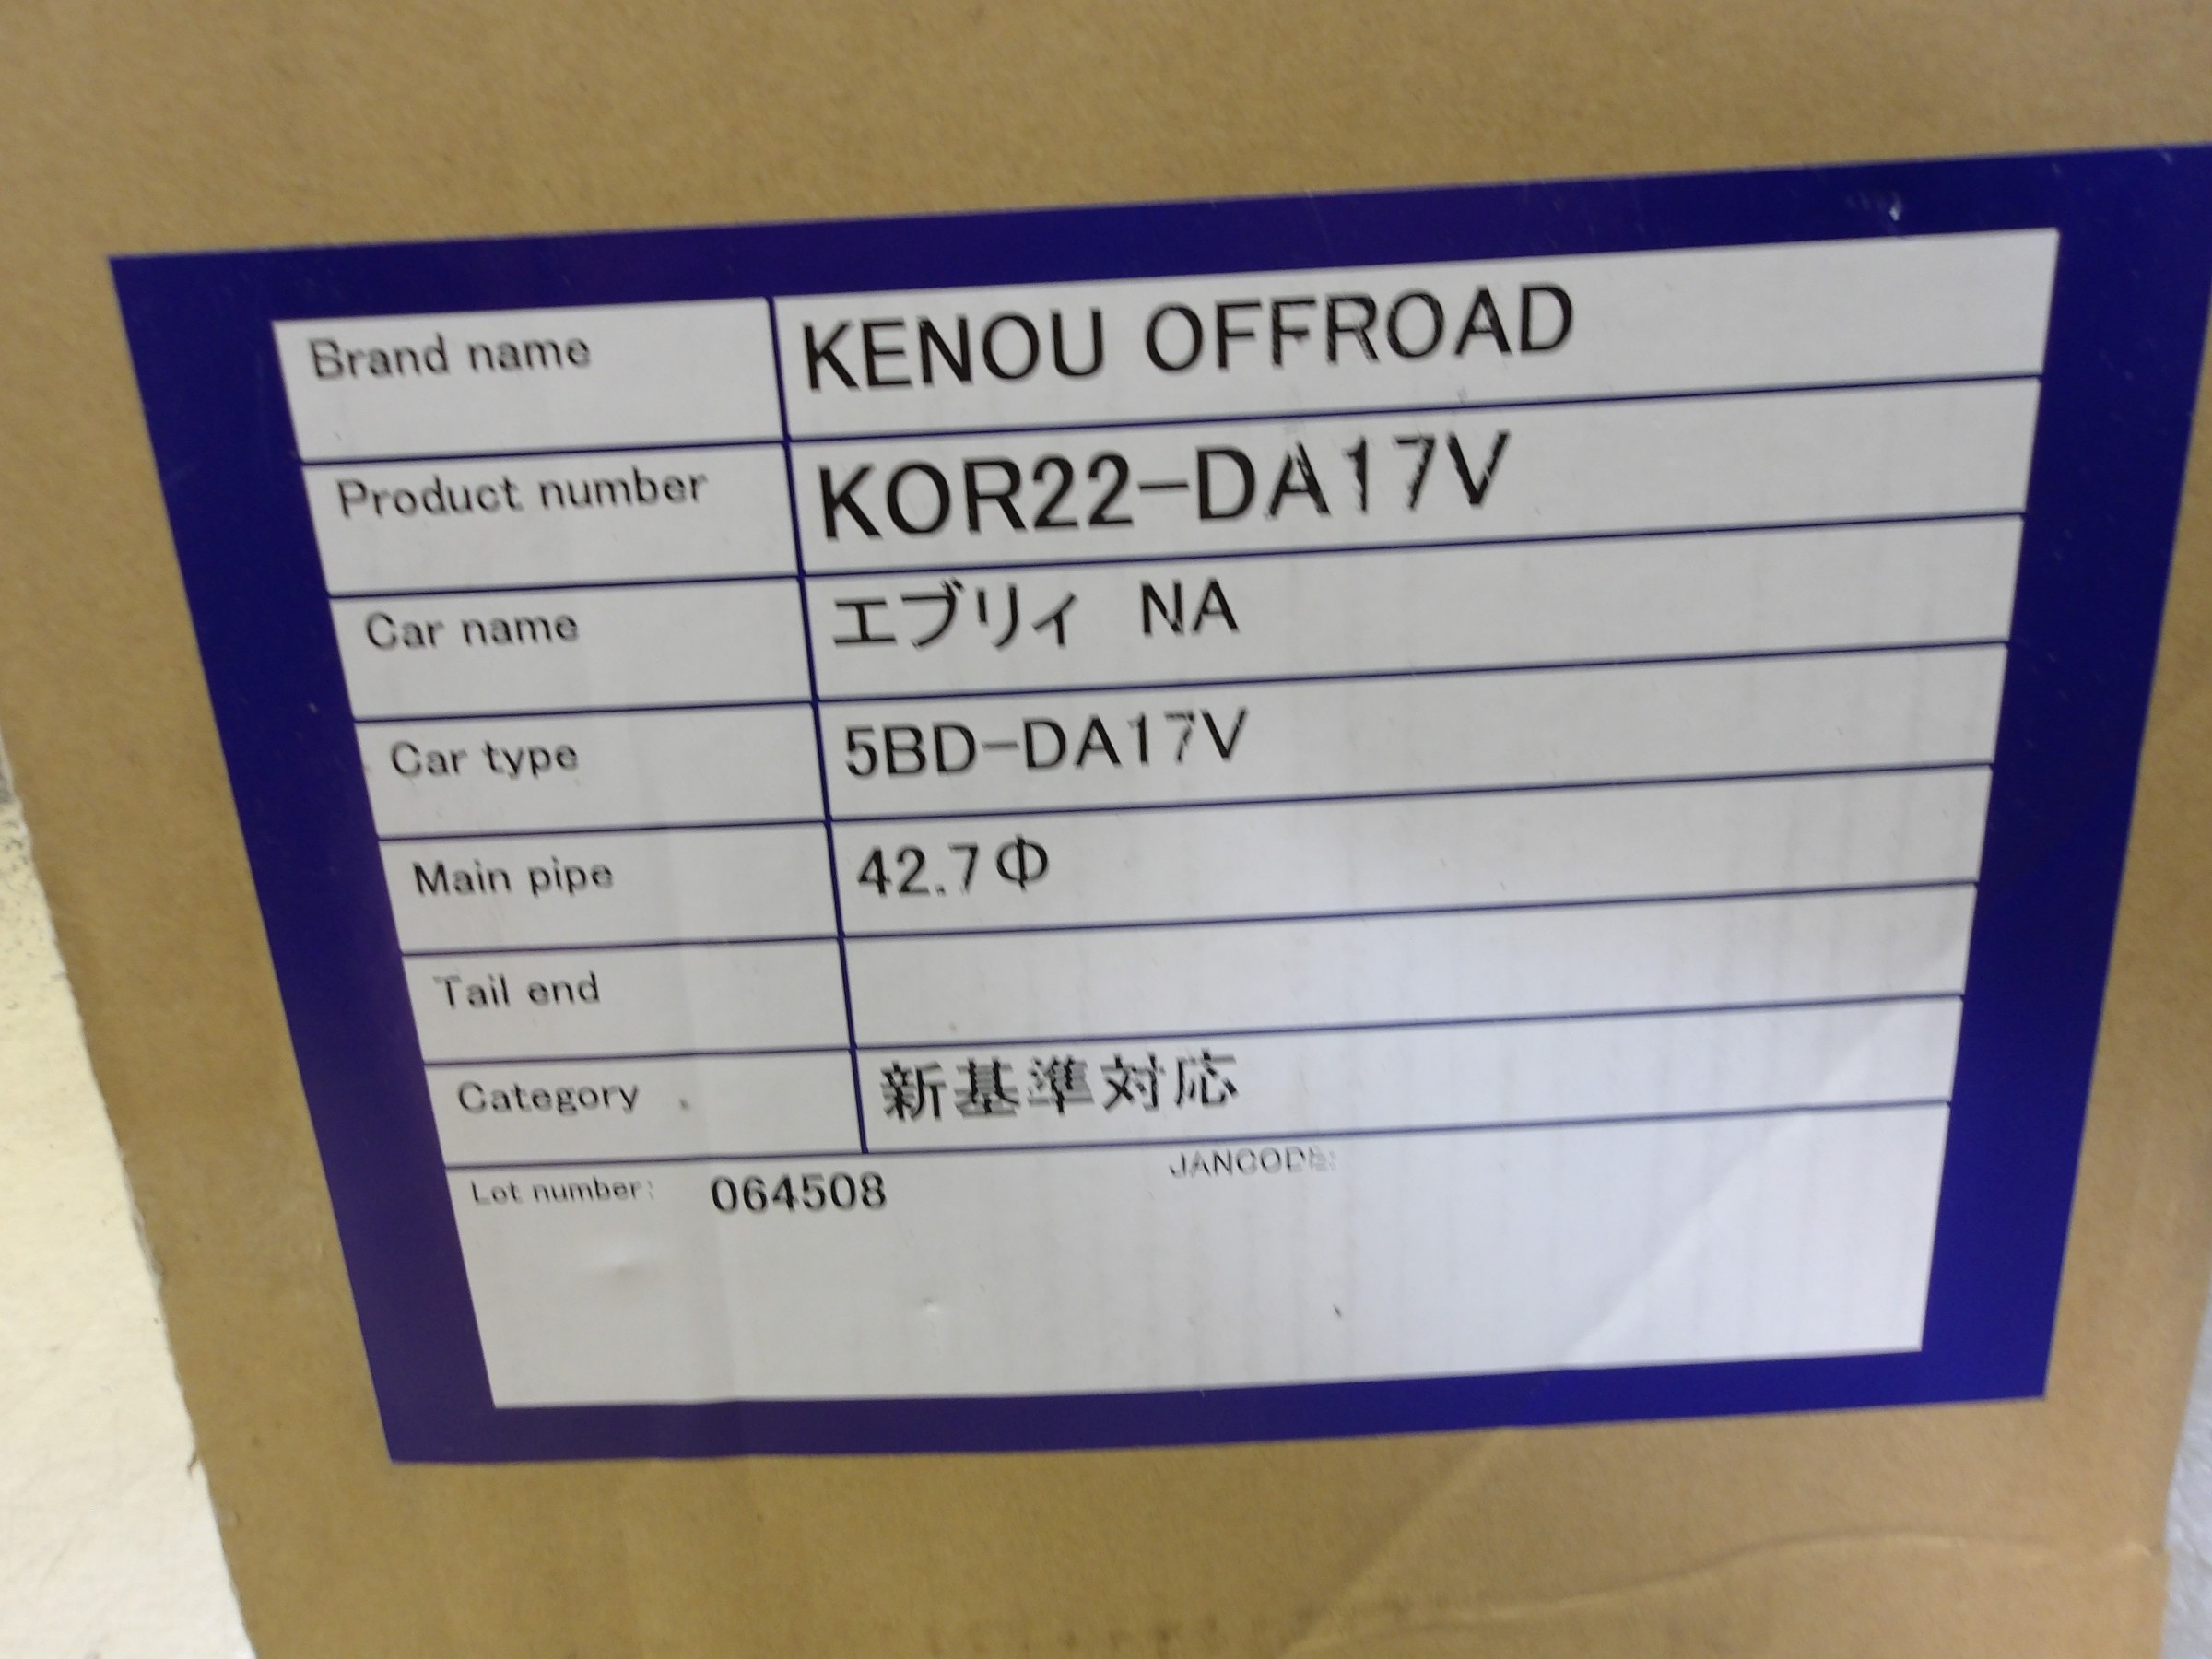 Brand name KENOU OFFROAD
Product number KOR22-DA17V
Car name エブリィ NA
Car type 5BD-DA17V
Main pipe 42.7Φ
Tail end
Category 新基準対応
Lot number: 064508 JANCODE: